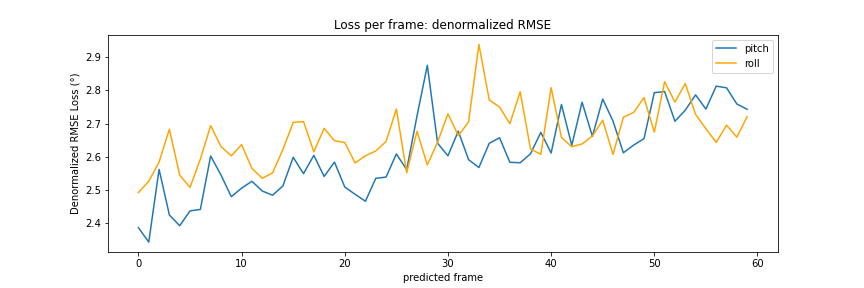 Loss per frame: denormalized RMSE
pitch
roll
Denormalized RMSE Loss (°)
2.9
2.8
2.7
2.6
2.5
2.4
0 10 20 30 40 50 60
predicted frame